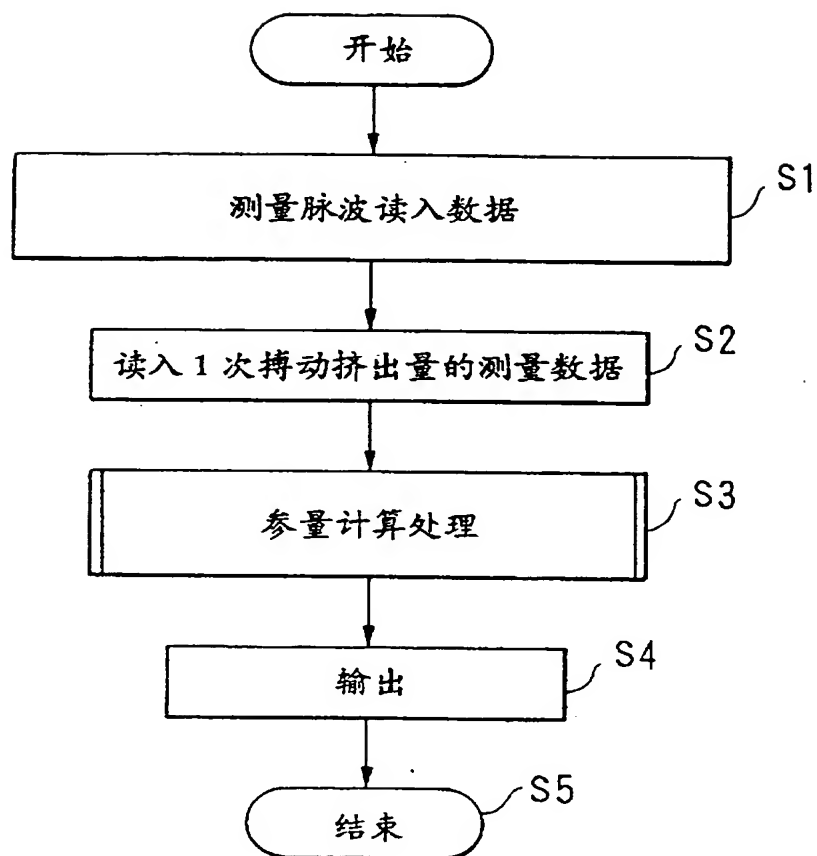 开始
测量脉波读入数据
S1
读入1次搏动挤出量的测量数据
S2
参量计算处理
S3
输出
S4
结束
S5